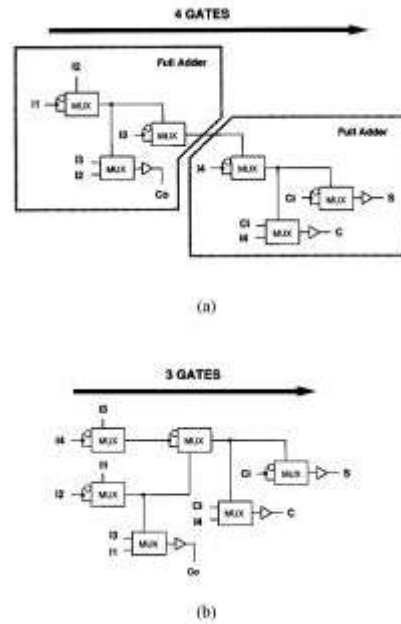 4 GATES
Full Adder
I2
I1
MUX
I3
MUX
I3
I2
MUX
Co
Full Adder
I4
MUX
Ci
MUX
S
Ci
I4
MUX
C
(a)
3 GATES
I3
I4
MUX
MUX
I1
I2
MUX
Ci
MUX
S
Ci
I4
MUX
C
I3
I1
MUX
Co
(b)